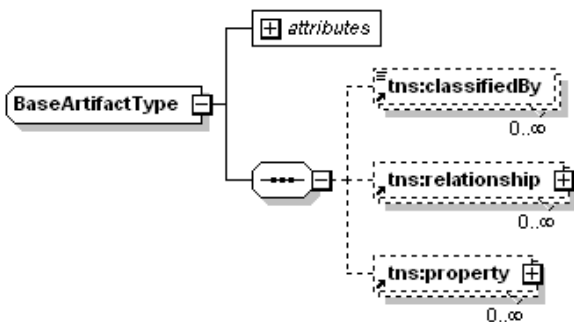 attributes
BaseArtifactType
tns:classifiedBy
0..∞
tns:relationship
0..∞
tns:property
0..∞